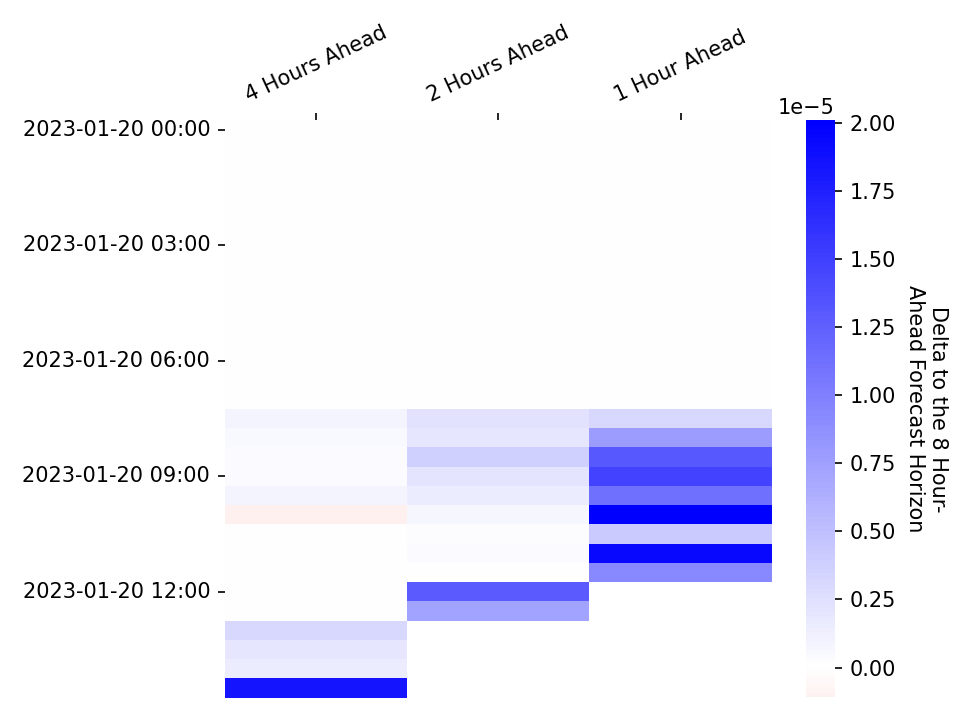 4 Hours Ahead
2 Hours Ahead
1 Hour Ahead
1e−5
2023-01-20 00:00
2023-01-20 03:00
2023-01-20 06:00
2023-01-20 09:00
2023-01-20 12:00
2.00
1.75
1.50
1.25
1.00
0.75
0.50
0.25
0.00
Delta to the 8 Hour-
Ahead Forecast Horizon